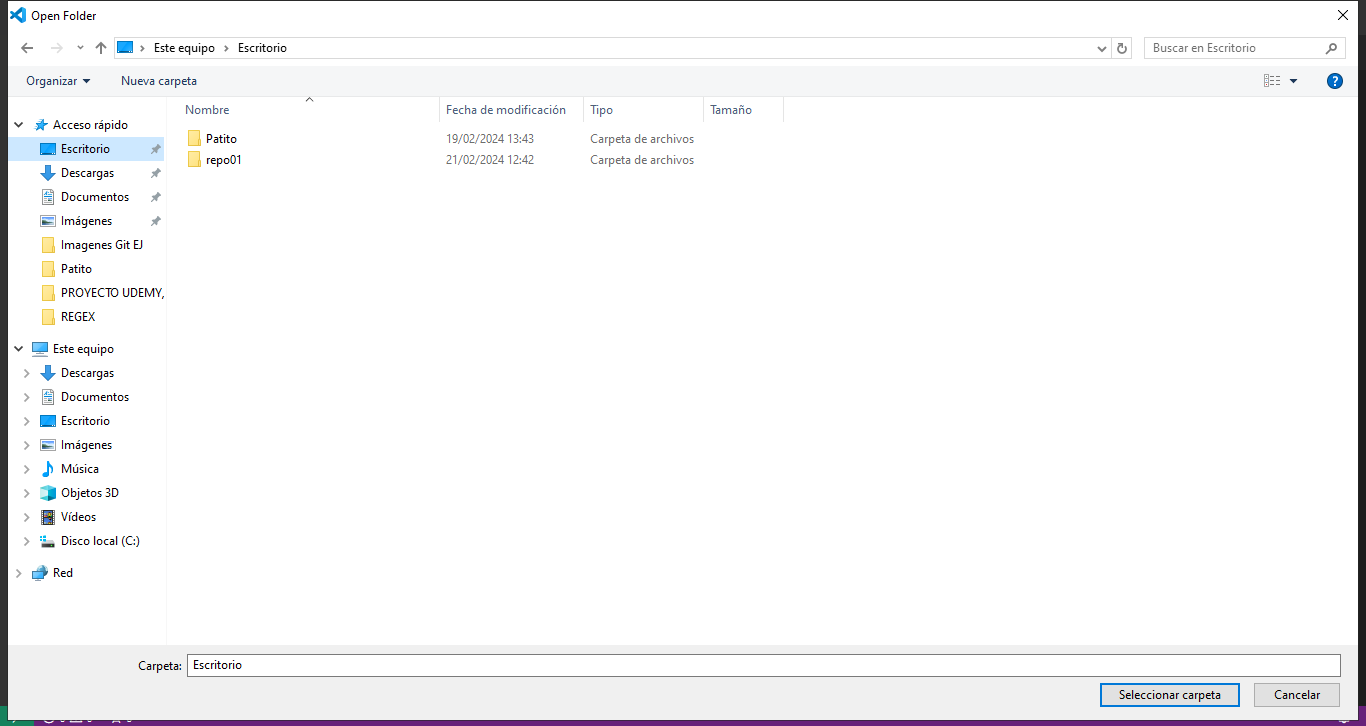 Open Folder
Este equipo Escritorio
Buscar en Escritorio
Organizar Nueva carpeta
Nombre Fecha de modificación Tipo Tamaño
Patito 19/02/2024 13:43 Carpeta de archivos
repo01 21/02/2024 12:42 Carpeta de archivos
Acceso rápido
Escritorio
Descargas
Documentos
Imágenes
Imagenes Git EJ
Patito
PROYECTO UDEMY,
REGEX
Este equipo
Descargas
Documentos
Escritorio
Imágenes
Música
Objetos 3D
Vídeos
Disco local (C:)
Red
Carpeta: Escritorio
Seleccionar carpeta Cancelar